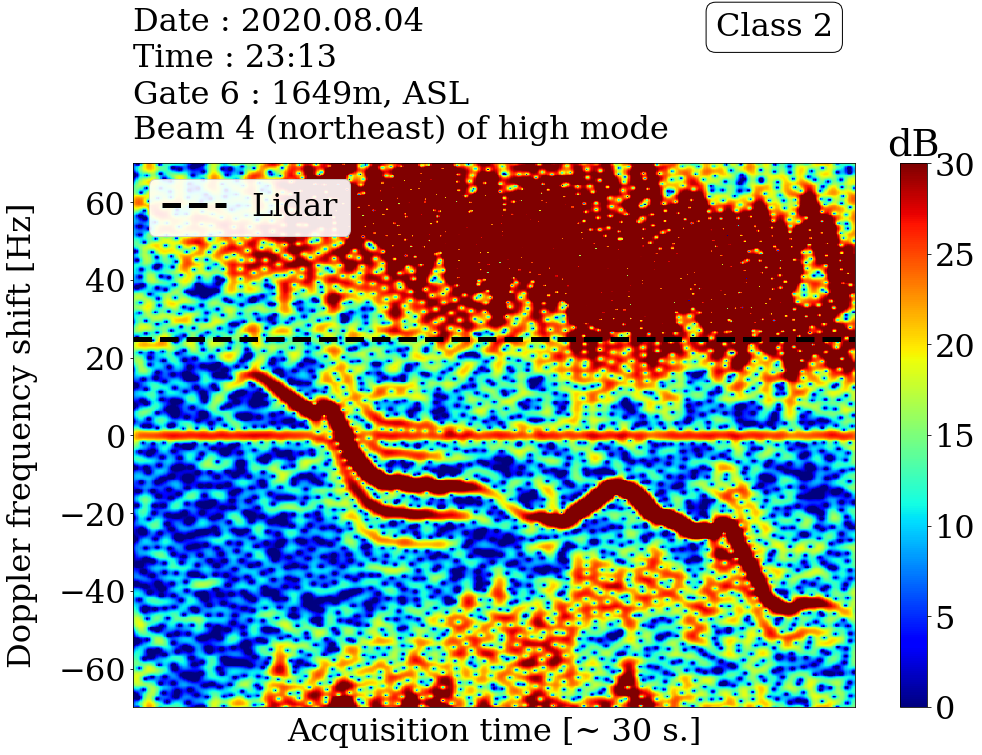 Date : 2020.08.04
Time : 23:13
Gate 6 : 1649m, ASL
Beam 4 (northeast) of high mode
Class 2
dB
Lidar
Doppler frequency shift [Hz]
60
40
20
0
−20
−40
−60
30
25
20
15
10
5
0
Acquisition time [~ 30 s.]